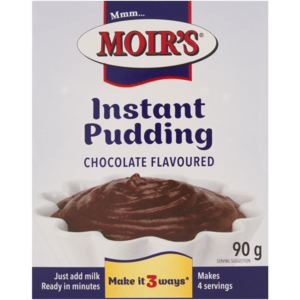 Mmm...
MOIR'S®
Instant
Pudding
CHOCOLATE FLAVOURED
90 g
SERVING SUGGESTION
Just add milk
Ready in minutes
Make it 3 ways*
Makes
4 servings